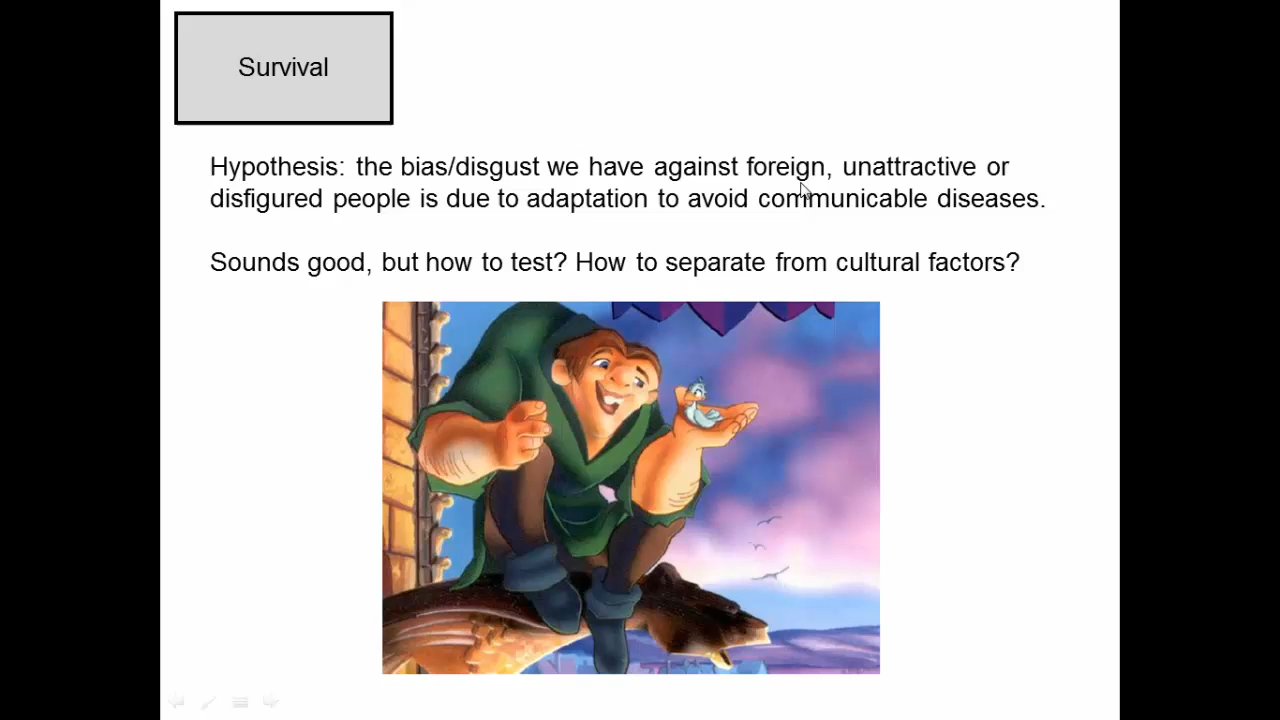 Survival
Hypothesis: the bias/disgust we have against foreign, unattractive or
disfigured people is due to adaptation to avoid communicable diseases.
Sounds good, but how to test? How to separate from cultural factors?